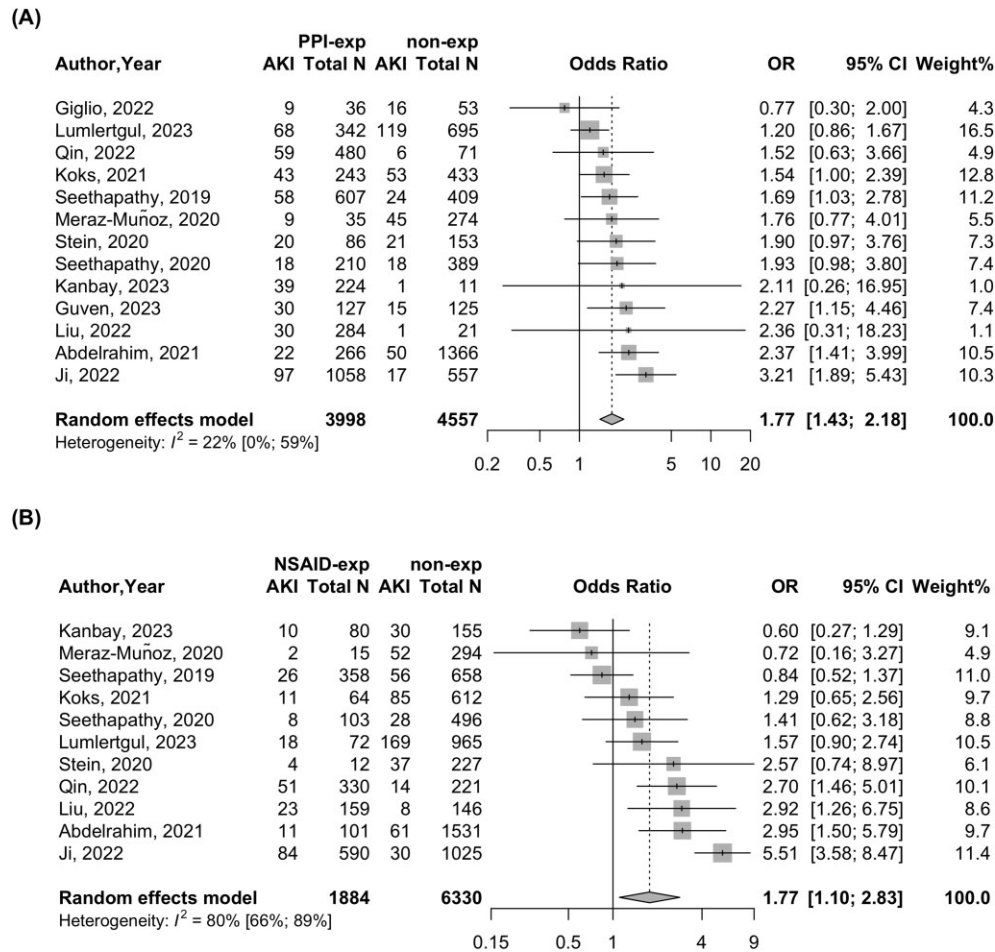 (A)
PPI-exp non-exp
Author,Year AKI Total N AKI Total N Odds Ratio OR 95% CI Weight%
Giglio, 2022 9 36 16 53 0.77 [0.30; 2.00] 4.3
Lumlertgul, 2023 68 342 119 695 1.20 [0.86; 1.67] 16.5
Qin, 2022 59 480 6 71 1.52 [0.63; 3.66] 4.9
Koks, 2021 43 243 53 433 1.54 [1.00; 2.39] 12.8
Seethapathy, 2019 58 607 24 409 1.69 [1.03; 2.78] 11.2
Meraz-Muñoz, 2020 9 35 45 274 1.76 [0.77; 4.01] 5.5
Stein, 2020 20 86 21 153 1.90 [0.97; 3.76] 7.3
Seethapathy, 2020 18 210 18 389 1.93 [0.98; 3.80] 7.4
Kanbay, 2023 39 224 1 11 2.11 [0.26; 16.95] 1.0
Guven, 2023 30 127 15 125 2.27 [1.15; 4.46] 7.4
Liu, 2022 30 284 1 21 2.36 [0.31; 18.23] 1.1
Abdelrahim, 2021 22 266 50 1366 2.37 [1.41; 3.99] 10.5
Ji, 2022 97 1058 17 557 3.21 [1.89; 5.43] 10.3
Random effects model 3998 4557 1.77 [1.43; 2.18] 100.0
Heterogeneity: I² = 22% [0%; 59%]
0.2 0.5 1 2 5 10 20
(B)
NSAID-exp non-exp
Author,Year AKI Total N AKI Total N Odds Ratio OR 95% CI Weight%
Kanbay, 2023 10 80 30 155 0.60 [0.27; 1.29] 9.1
Meraz-Muñoz, 2020 2 15 52 294 0.72 [0.16; 3.27] 4.9
Seethapathy, 2019 26 358 56 658 0.84 [0.52; 1.37] 11.0
Koks, 2021 11 64 85 612 1.29 [0.65; 2.56] 9.7
Seethapathy, 2020 8 103 28 496 1.41 [0.62; 3.18] 8.8
Lumlertgul, 2023 18 72 169 965 1.57 [0.90; 2.74] 10.5
Stein, 2020 4 12 37 227 2.57 [0.74; 8.97] 6.1
Qin, 2022 51 330 14 221 2.70 [1.46; 5.01] 10.1
Liu, 2022 23 159 8 146 2.92 [1.26; 6.75] 8.6
Abdelrahim, 2021 11 101 61 1531 2.95 [1.50; 5.79] 9.7
Ji, 2022 84 590 30 1025 5.51 [3.58; 8.47] 11.4
Random effects model 1884 6330 1.77 [1.10; 2.83] 100.0
Heterogeneity: I² = 80% [66%; 89%]
0.15 0.5 1 4 9